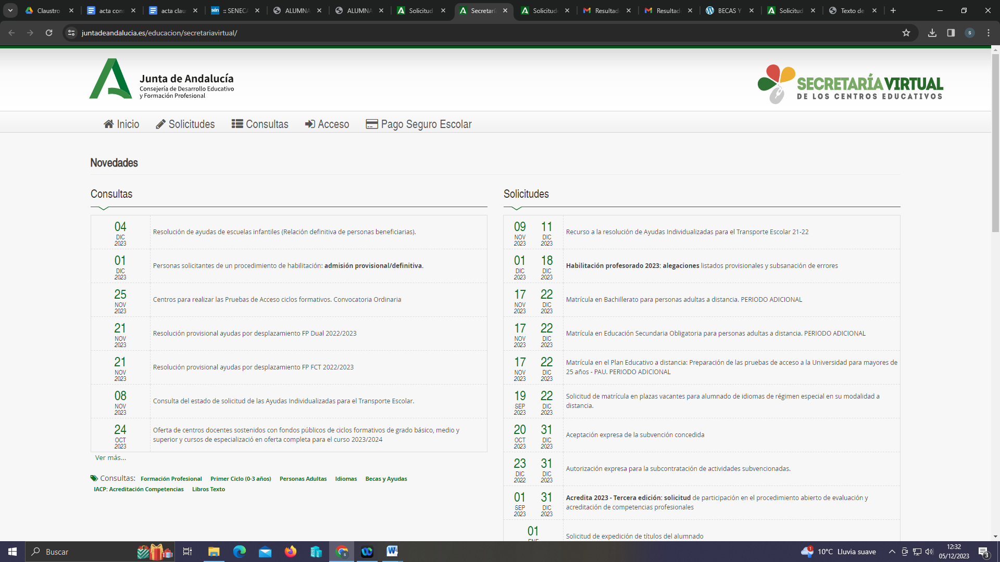 Claustro
acta con
acta clau
:: SENECA
ALUMNA
ALUMNA
Solicitud
Secretarí
Solicitud
Resultad
Resultad
BECAS Y
Solicitud
Texto de
juntadeandalucia.es/educacion/secretariavirtual/
S
Junta de Andalucía
Consejería de Desarrollo Educativo
y Formación Profesional
SECRETARÍA VIRTUAL
DE LOS CENTROS EDUCATIVOS
Inicio
Solicitudes
Consultas
Acceso
Pago Seguro Escolar
Novedades
Consultas
04
DIC
2023
Resolución de ayudas de escuelas infantiles (Relación definitiva de personas beneficiarias).
01
DIC
2023
Personas solicitantes de un procedimiento de habilitación: admisión provisional/definitiva.
25
NOV
2023
Centros para realizar las Pruebas de Acceso ciclos formativos. Convocatoria Ordinaria
21
NOV
2023
Resolución provisional ayudas por desplazamiento FP Dual 2022/2023
21
NOV
2023
Resolución provisional ayudas por desplazamiento FP FCT 2022/2023
08
NOV
2023
Consulta del estado de solicitud de las Ayudas Individualizadas para el Transporte Escolar.
24
OCT
2023
Oferta de centros docentes sostenidos con fondos públicos de ciclos formativos de grado básico, medio y
superior y cursos de especializació en oferta completa para el curso 2023/2024
Ver más...
Consultas: Formación Profesional Primer Ciclo (0-3 años) Personas Adultas Idiomas Becas y Ayudas
IACP: Acreditación Competencias Libros Texto
Solicitudes
09 11
NOV DIC
2023 2023
Recurso a la resolución de Ayudas Individualizadas para el Transporte Escolar 21-22
01 18
DIC DIC
2023 2023
Habilitación profesorado 2023: alegaciones listados provisionales y subsanación de errores
17 22
NOV DIC
2023 2023
Matrícula en Bachillerato para personas adultas a distancia. PERIODO ADICIONAL
17 22
NOV DIC
2023 2023
Matrícula en Educación Secundaria Obligatoria para personas adultas a distancia. PERIODO ADICIONAL
17 22
NOV DIC
2023 2023
Matrícula en el Plan Educativo a distancia: Preparación de las pruebas de acceso a la Universidad para mayores de
25 años - PAU. PERIODO ADICIONAL
19 22
SEP DIC
2023 2023
Solicitud de matrícula en plazas vacantes para alumnado de idiomas de régimen especial en su modalidad a
distancia.
20 31
OCT DIC
2023 2023
Aceptación expresa de la subvención concedida
23 31
DIC DIC
2022 2023
Autorización expresa para la subcontratación de actividades subvencionadas.
01 31
SEP DIC
2023 2023
Acredita 2023 - Tercera edición: solicitud de participación en el procedimiento abierto de evaluación y
acreditación de competencias profesionales
01
ENE
Solicitud de expedición de títulos del alumnado
Buscar
1
10°C Lluvia suave
12:32
05/12/2023
3